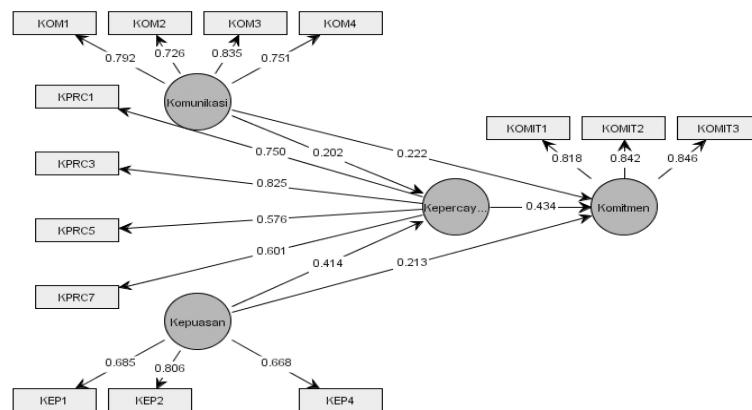 KOM1 KOM2 KOM3 KOM4
0.792 0.726 0.835 0.751
Komunikasi
KPRC1
KOMIT1 KOMIT2 KOMIT3
0.750 0.202 0.222
0.818 0.842 0.846
KPRC3
0.825
Kepercay... 0.434 Komitmen
KPRC5
0.576
0.601
0.414 0.213
KPRC7
Kepuasan
0.685 0.806 0.668
KEP1 KEP2 KEP4